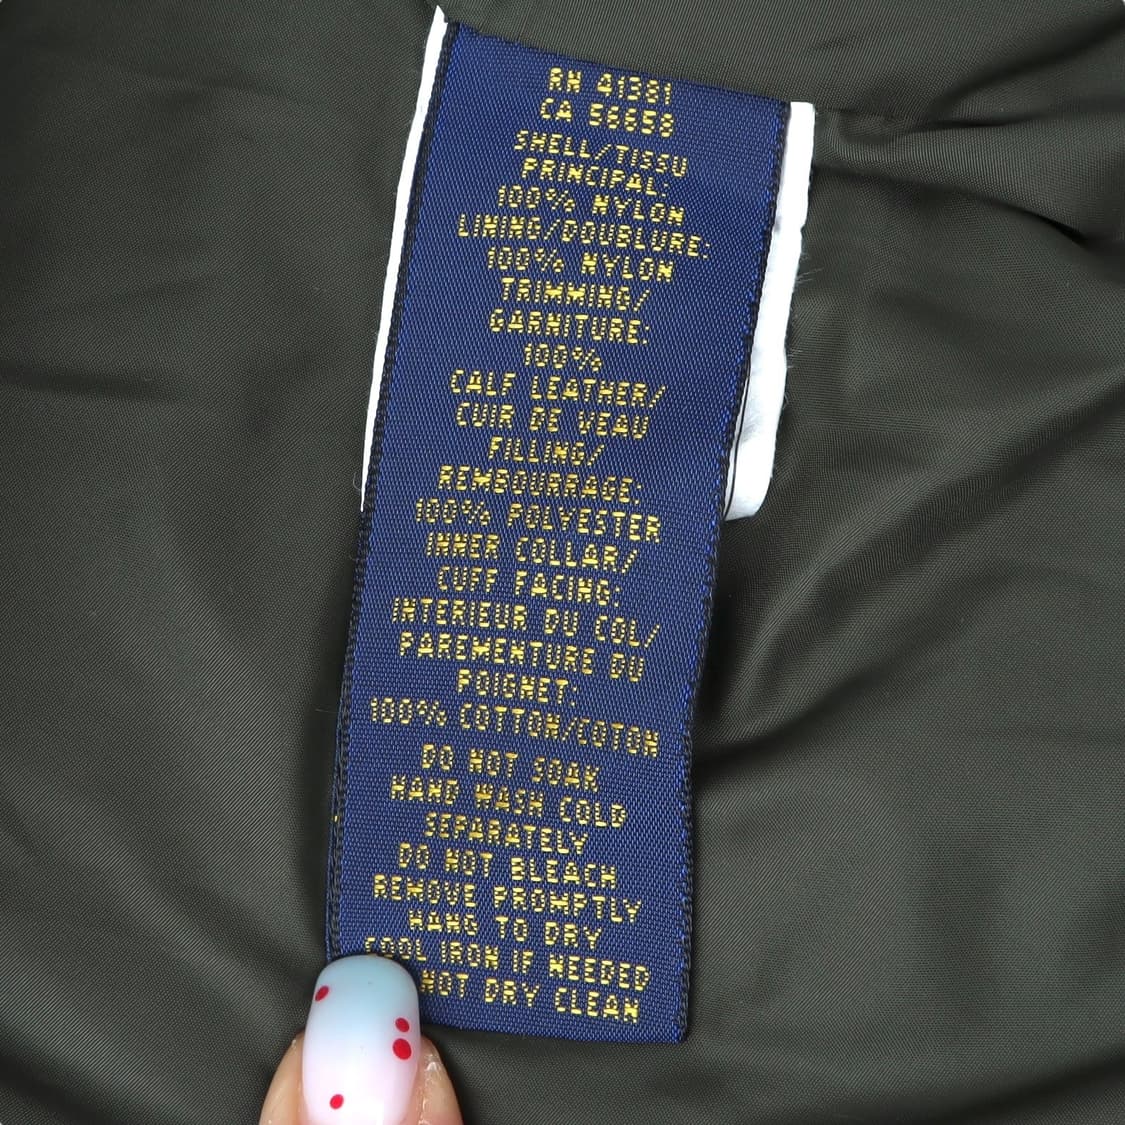 RN 41381
CA 56658
SHELL/TISSU
PRINCIPAL:
100% NYLON
LINING/DOUBLURE:
100% NYLON
TRIMMING/
GARNITURE:
100%
CALF LEATHER/
CUIR DE VEAU
FILLING/
REMBOURRAGE:
100% POLYESTER
INNER COLLAR/
CUFF FACING:
INTERIEUR DU COL/
PAREMENTURE DU
POIGNET:
100% COTTON/COTON
DO NOT SOAK
HAND WASH COLD
SEPARATELY
DO NOT BLEACH
REMOVE PROMPTLY
HANG TO DRY
COOL IRON IF NEEDED
NOT DRY CLEAN